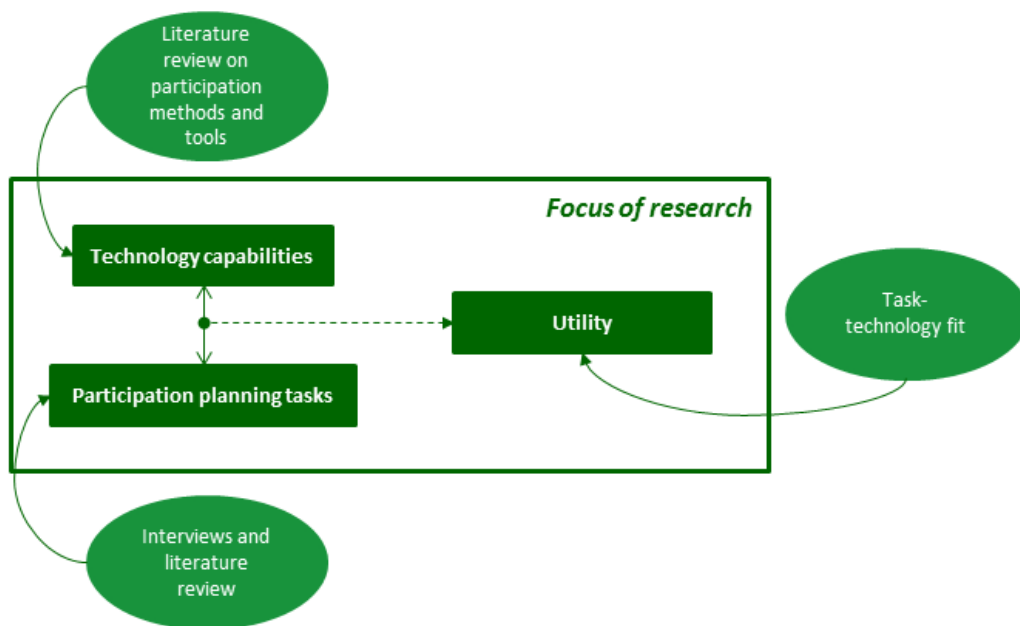 Literature
review on
participation
methods and
tools
Focus of research
Technology capabilities
Utility
Task-
technology fit
Participation planning tasks
Interviews and
literature
review